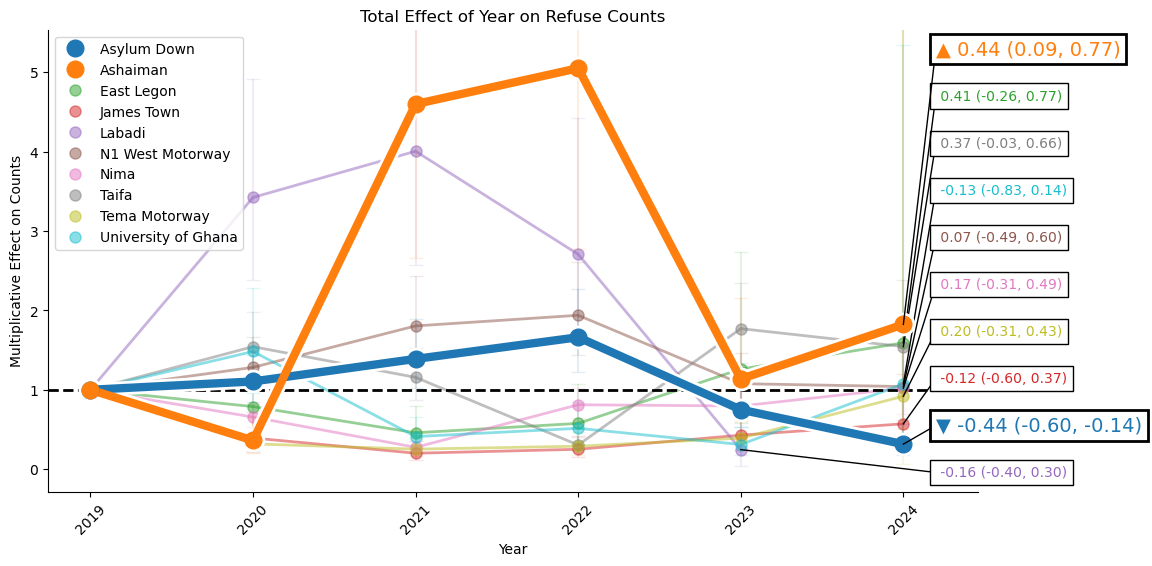 Total Effect of Year on Refuse Counts
Multiplicative Effect on Counts
5
4
3
2
1
0
Asylum Down
Ashaiman
East Legon
James Town
Labadi
N1 West Motorway
Nima
Taifa
Tema Motorway
University of Ghana
▲ 0.44 (0.09, 0.77)
0.41 (-0.26, 0.77)
0.37 (-0.03, 0.66)
-0.13 (-0.83, 0.14)
0.07 (-0.49, 0.60)
0.17 (-0.31, 0.49)
0.20 (-0.31, 0.43)
-0.12 (-0.60, 0.37)
▼ -0.44 (-0.60, -0.14)
-0.16 (-0.40, 0.30)
2019
2020
2021
2022
2023
2024
Year